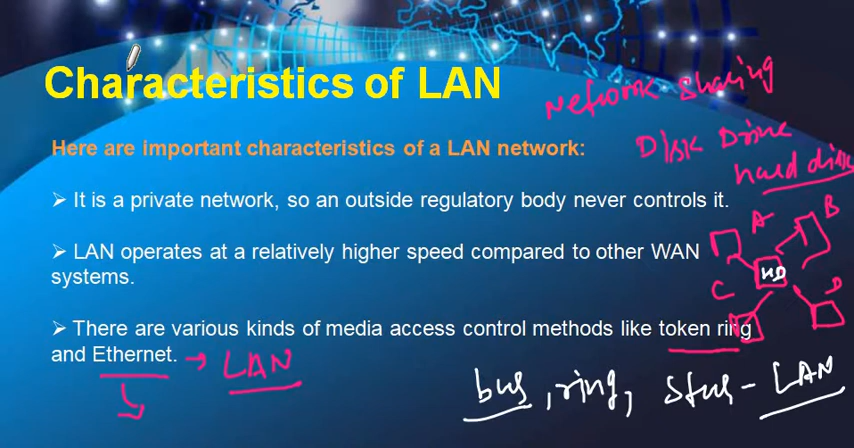 Characteristics of LAN
Network sharing
Disk Drive
hard disk
Here are important characteristics of a LAN network:
➤ It is a private network, so an outside regulatory body never controls it.
➤ LAN operates at a relatively higher speed compared to other WAN
systems.
A
B
HD
C
D
➤ There are various kinds of media access control methods like token ring
and Ethernet. → LAN
bus, ring, star - LAN